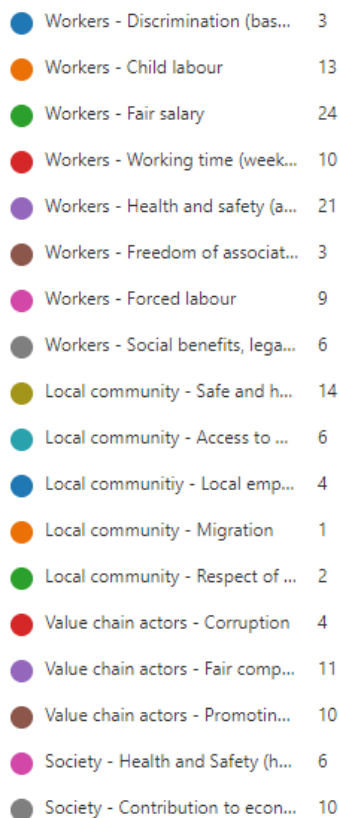 Workers - Discrimination (bas... 3
Workers - Child labour 13
Workers - Fair salary 24
Workers - Working time (week... 10
Workers - Health and safety (a... 21
Workers - Freedom of associat... 3
Workers - Forced labour 9
Workers - Social benefits, lega... 6
Local community - Safe and h... 14
Local community - Access to ... 6
Local communitiy - Local emp... 4
Local community - Migration 1
Local community - Respect of ... 2
Value chain actors - Corruption 4
Value chain actors - Fair comp... 11
Value chain actors - Promotin... 10
Society - Health and Safety (h... 6
Society - Contribution to econ... 10